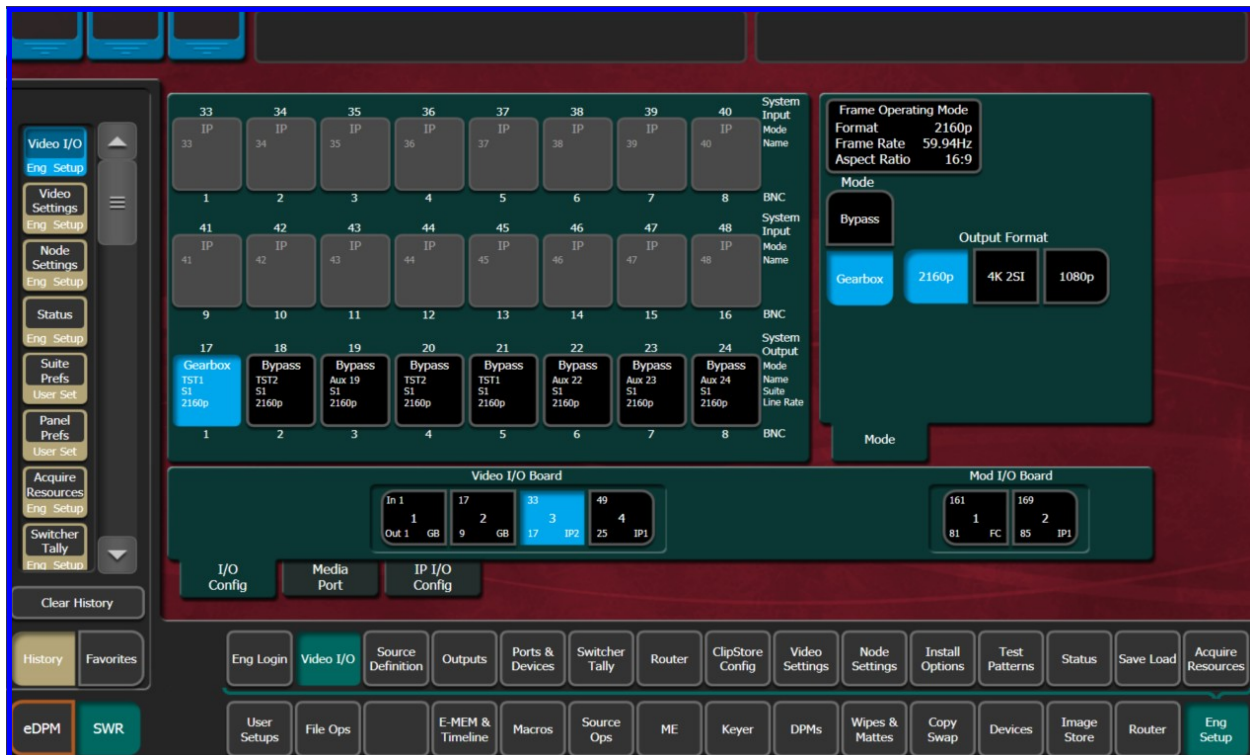 Video I/O
Eng Setup
Video
Settings
Eng Setup
Node
Settings
Eng Setup
Status
Eng Setup
Suite
Prefs
User Set
Panel
Prefs
User Set
Acquire
Resources
Eng Setup
Switcher
Tally
Eng Setup
Clear History
History Favorites
eDPM SWR
33 34 35 36 37 38 39 40 System Input
IP IP IP IP IP IP IP IP Mode
33 34 35 36 37 38 39 40 Name
1 2 3 4 5 6 7 8 BNC
41 42 43 44 45 46 47 48 System Input
IP IP IP IP IP IP IP IP Mode
41 42 43 44 45 46 47 48 Name
9 10 11 12 13 14 15 16 BNC
17 18 19 20 21 22 23 24 System Output
Gearbox Bypass Bypass Bypass Bypass Bypass Bypass Bypass Mode
TST1 TST2 Aux 19 TST2 TST1 Aux 22 Aux 23 Aux 24 Name
S1 S1 S1 S1 S1 S1 S1 S1 Suite
2160p 2160p 2160p 2160p 2160p 2160p 2160p 2160p Line Rate
1 2 3 4 5 6 7 8 BNC
Frame Operating Mode
Format 2160p
Frame Rate 59.94Hz
Aspect Ratio 16:9
Mode
Bypass
Output Format
Gearbox 2160p 4K 2SI 1080p
Mode
Video I/O Board
In 1 17 33 49
1 2 3 4
Out 1 GB 9 GB 17 IP2 25 IP1
Mod I/O Board
161 169
1 2
81 FC 85 IP1
I/O
Config
Media
Port
IP I/O
Config
Eng Login
Video I/O
Source
Definition
Outputs
Ports &
Devices
Switcher
Tally
Router
ClipStore
Config
Video
Settings
Node
Settings
Install
Options
Test
Patterns
Status
Save Load
Acquire
Resources
User
Setups
File Ops
E-MEM &
Timeline
Macros
Source
Ops
ME
Keyer
DPMs
Wipes &
Mattes
Copy
Swap
Devices
Image
Store
Router
Eng
Setup